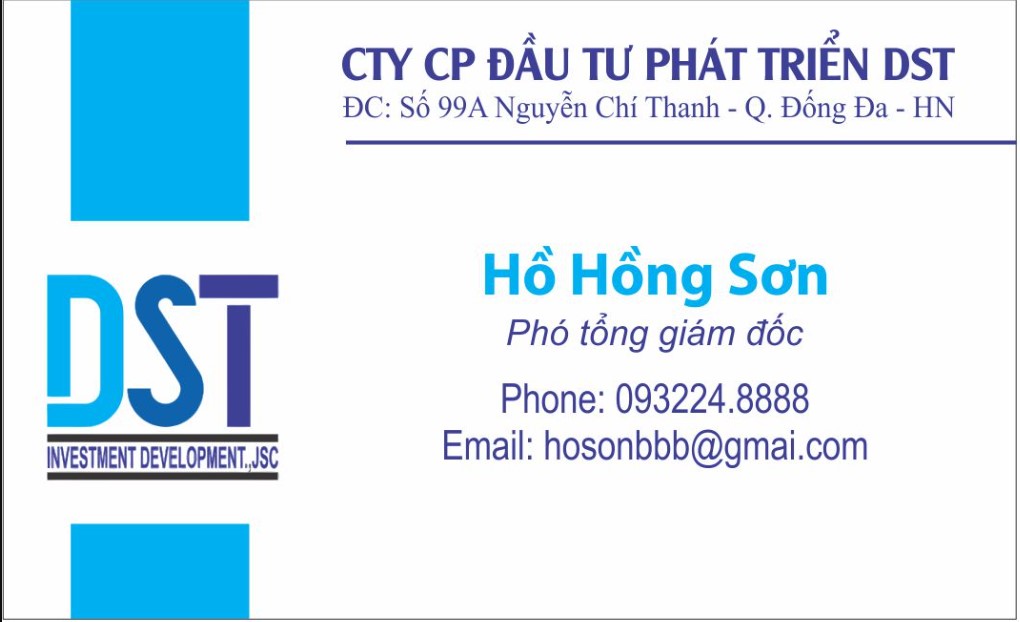 CTY CP ĐẦU TƯ PHÁT TRIỂN DST
ĐC: Số 99A Nguyễn Chí Thanh - Q. Đống Đa - HN
DST
INVESTMENT DEVELOPMENT.,JSC
Hồ Hồng Sơn
Phó tổng giám đốc
Phone: 093224.8888
Email: hosonbbb@gmai.com